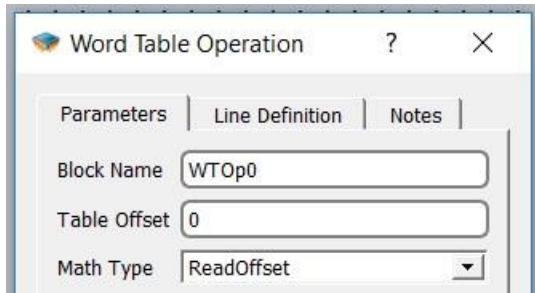 Word Table Operation ?
Parameters Line Definition Notes
Block Name WTOp0
Table Offset 0
Math Type ReadOffset